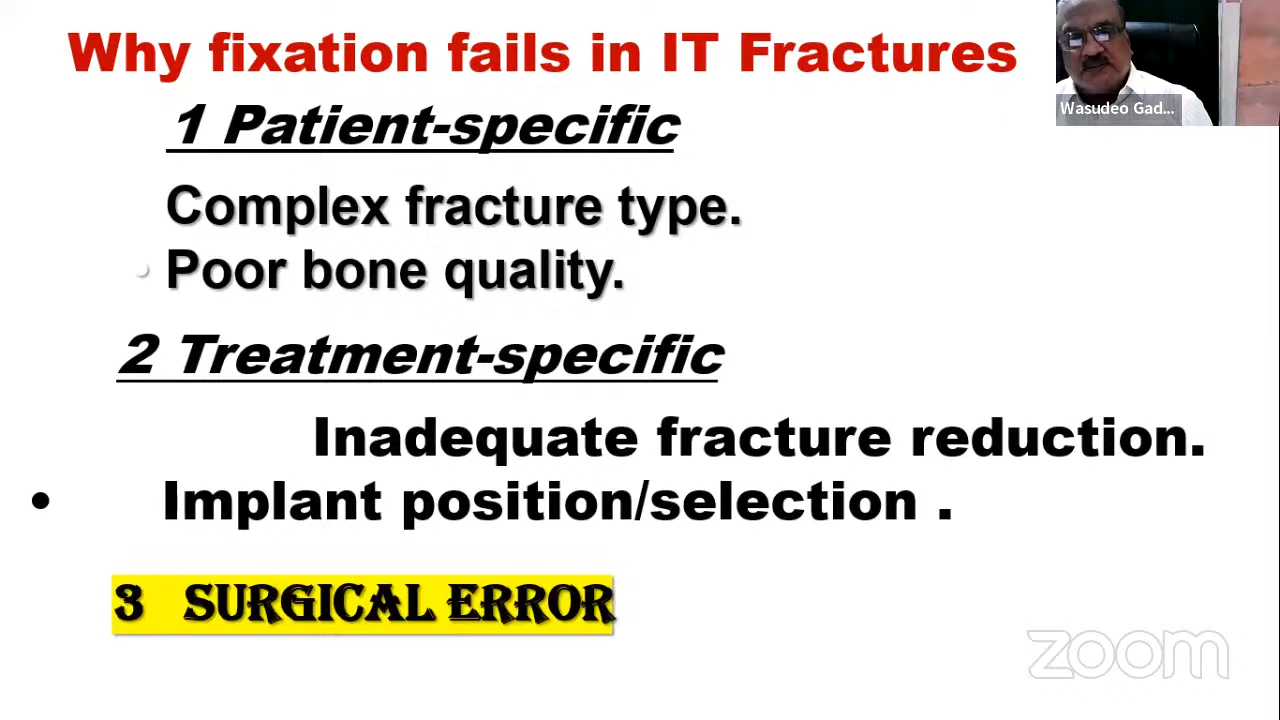 Why fixation fails in IT Fractures
1 Patient-specific
Complex fracture type.
• Poor bone quality.
2 Treatment-specific
Inadequate fracture reduction.
• Implant position/selection .
3 SURGICAL ERROR
Wasudeo Gad...
zoom